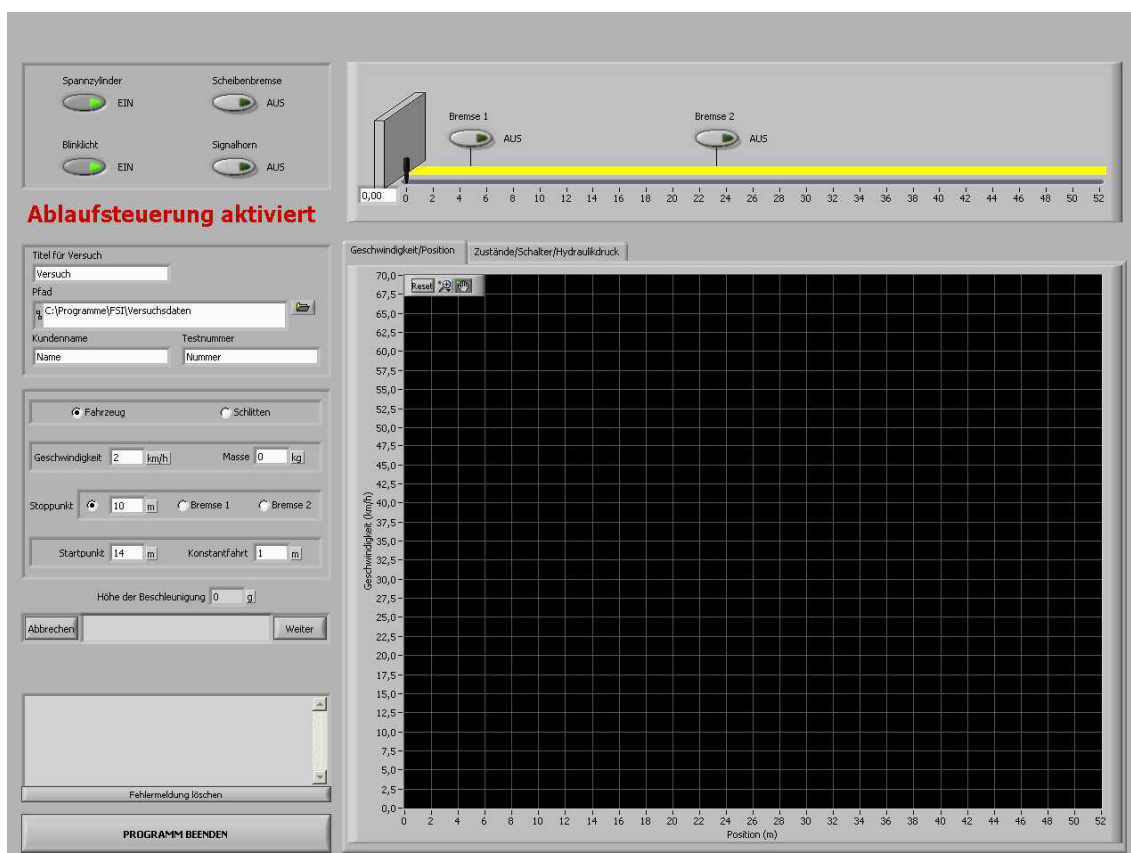 Spannzylinder Scheibenbremse
EIN AUS
Blinklicht Signalhorn
EIN AUS
Ablaufsteuerung aktiviert
Titel für Versuch
Versuch
Pfad
C:\Programme\FSI\Versuchsdaten
Kundenname Testnummer
Name Nummer
Fahrzeug Schlitten
Geschwindigkeit 2 km/h Masse 0 kg
Stoppunkt 10 m Bremse 1 Bremse 2
Startpunkt 14 m Konstantfahrt 1 m
Höhe der Beschleunigung 0 g
Abbrechen Weiter
Fehlermeldung löschen
PROGRAMM BEENDEN
Bremse 1 Bremse 2
AUS AUS
0,00 0 2 4 6 8 10 12 14 16 18 20 22 24 26 28 30 32 34 36 38 40 42 44 46 48 50 52
Geschwindigkeit/Position Zustände/Schalter/Hydraulikdruck
Reset
70,0
67,5
65,0
62,5
60,0
57,5
55,0
52,5
50,0
47,5
45,0
42,5
40,0
37,5
35,0
32,5
30,0
27,5
25,0
22,5
20,0
17,5
15,0
12,5
10,0
7,5
5,0
2,5
0,0
Geschwindigkeit (km/h)
0 2 4 6 8 10 12 14 16 18 20 22 24 26 28 30 32 34 36 38 40 42 44 46 48 50 52
Position (m)